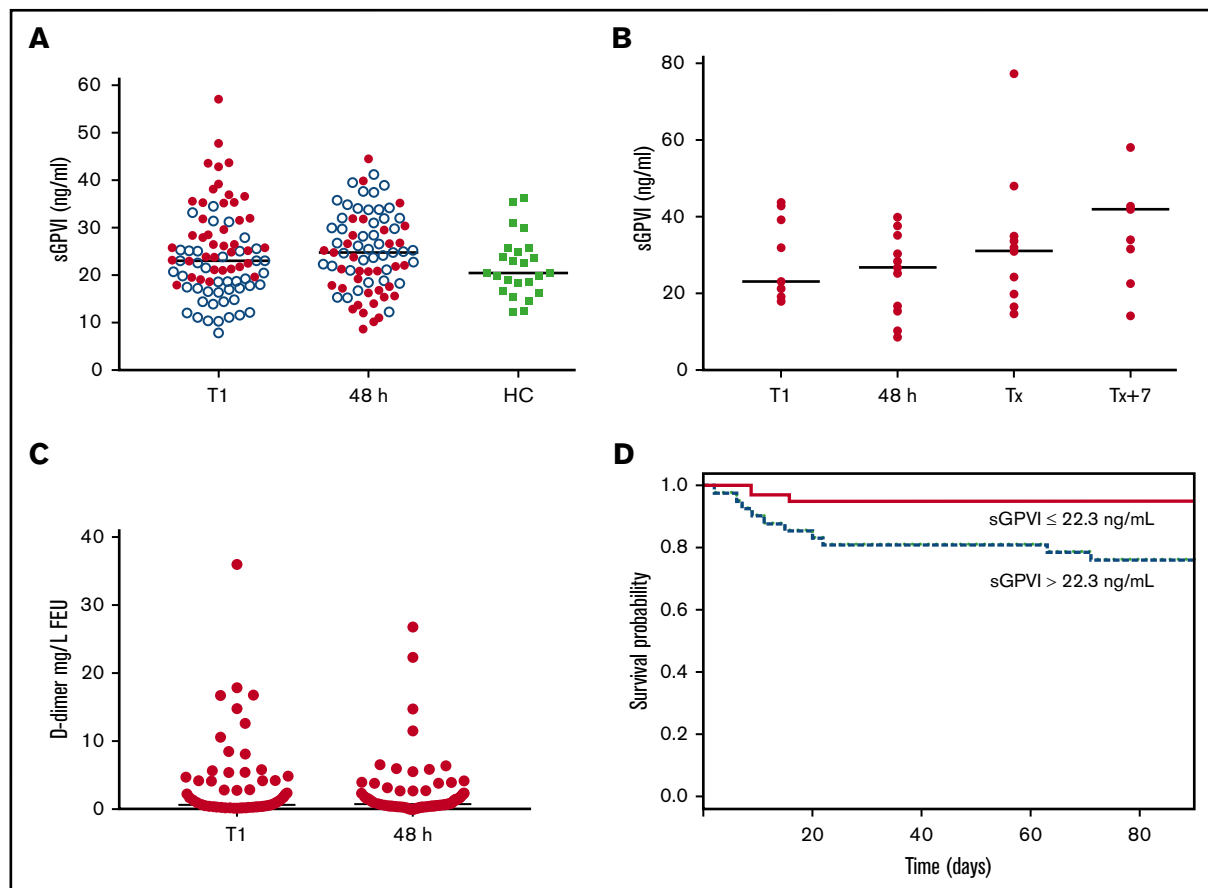 A
sGPVI (ng/ml)
60
50
40
30
20
10
0
T1 48 h HC
B
sGPVI (ng/ml)
80
60
40
20
0
T1 48 h Tx Tx+7
C
D-dimer mg/L FEU
40
30
20
10
0
T1 48 h
D
Survival probability
1.0
0.8
0.6
0.4
0.2
0.0
sGPVI ≤ 22.3 ng/mL
sGPVI > 22.3 ng/mL
20 40 60 80
Time (days)